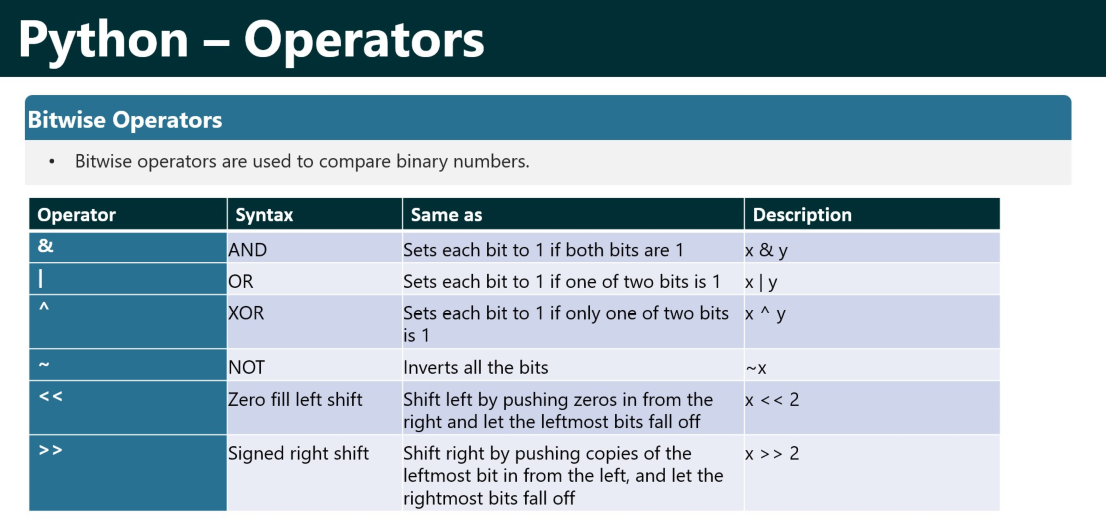 Python – Operators
Bitwise Operators
• Bitwise operators are used to compare binary numbers.
Operator Syntax Same as Description
& AND Sets each bit to 1 if both bits are 1 x & y
| OR Sets each bit to 1 if one of two bits is 1 x | y
^ XOR Sets each bit to 1 if only one of two bits x ^ y
is 1
~ NOT Inverts all the bits ~x
<< Zero fill left shift Shift left by pushing zeros in from the x << 2
right and let the leftmost bits fall off
>> Signed right shift Shift right by pushing copies of the x >> 2
leftmost bit in from the left, and let the
rightmost bits fall off